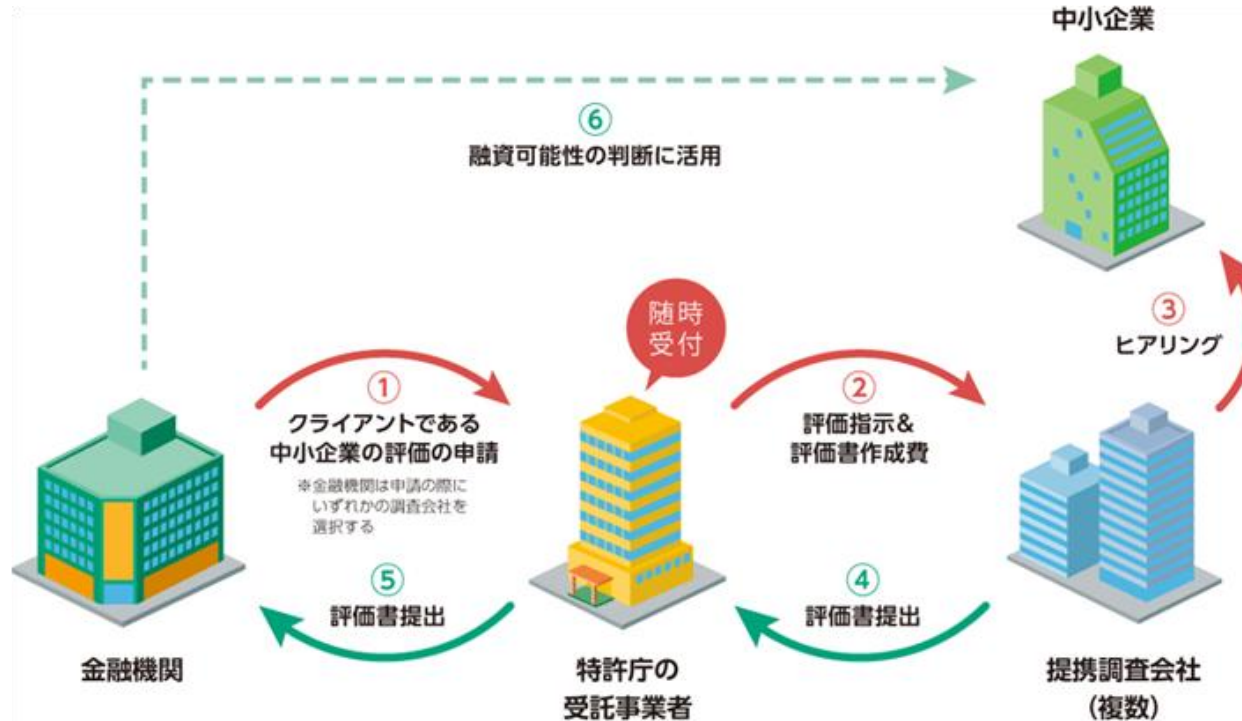 中小企業
⑥
融資可能性の判断に活用
随時
受付
③
ヒアリング
①
クライアントである
中小企業の評価の申請
※金融機関は申請の際に
いずれかの調査会社を
選択する
②
評価指示&
評価書作成費
⑤
評価書提出
④
評価書提出
金融機関
特許庁の
受託事業者
提携調査会社
(複数)